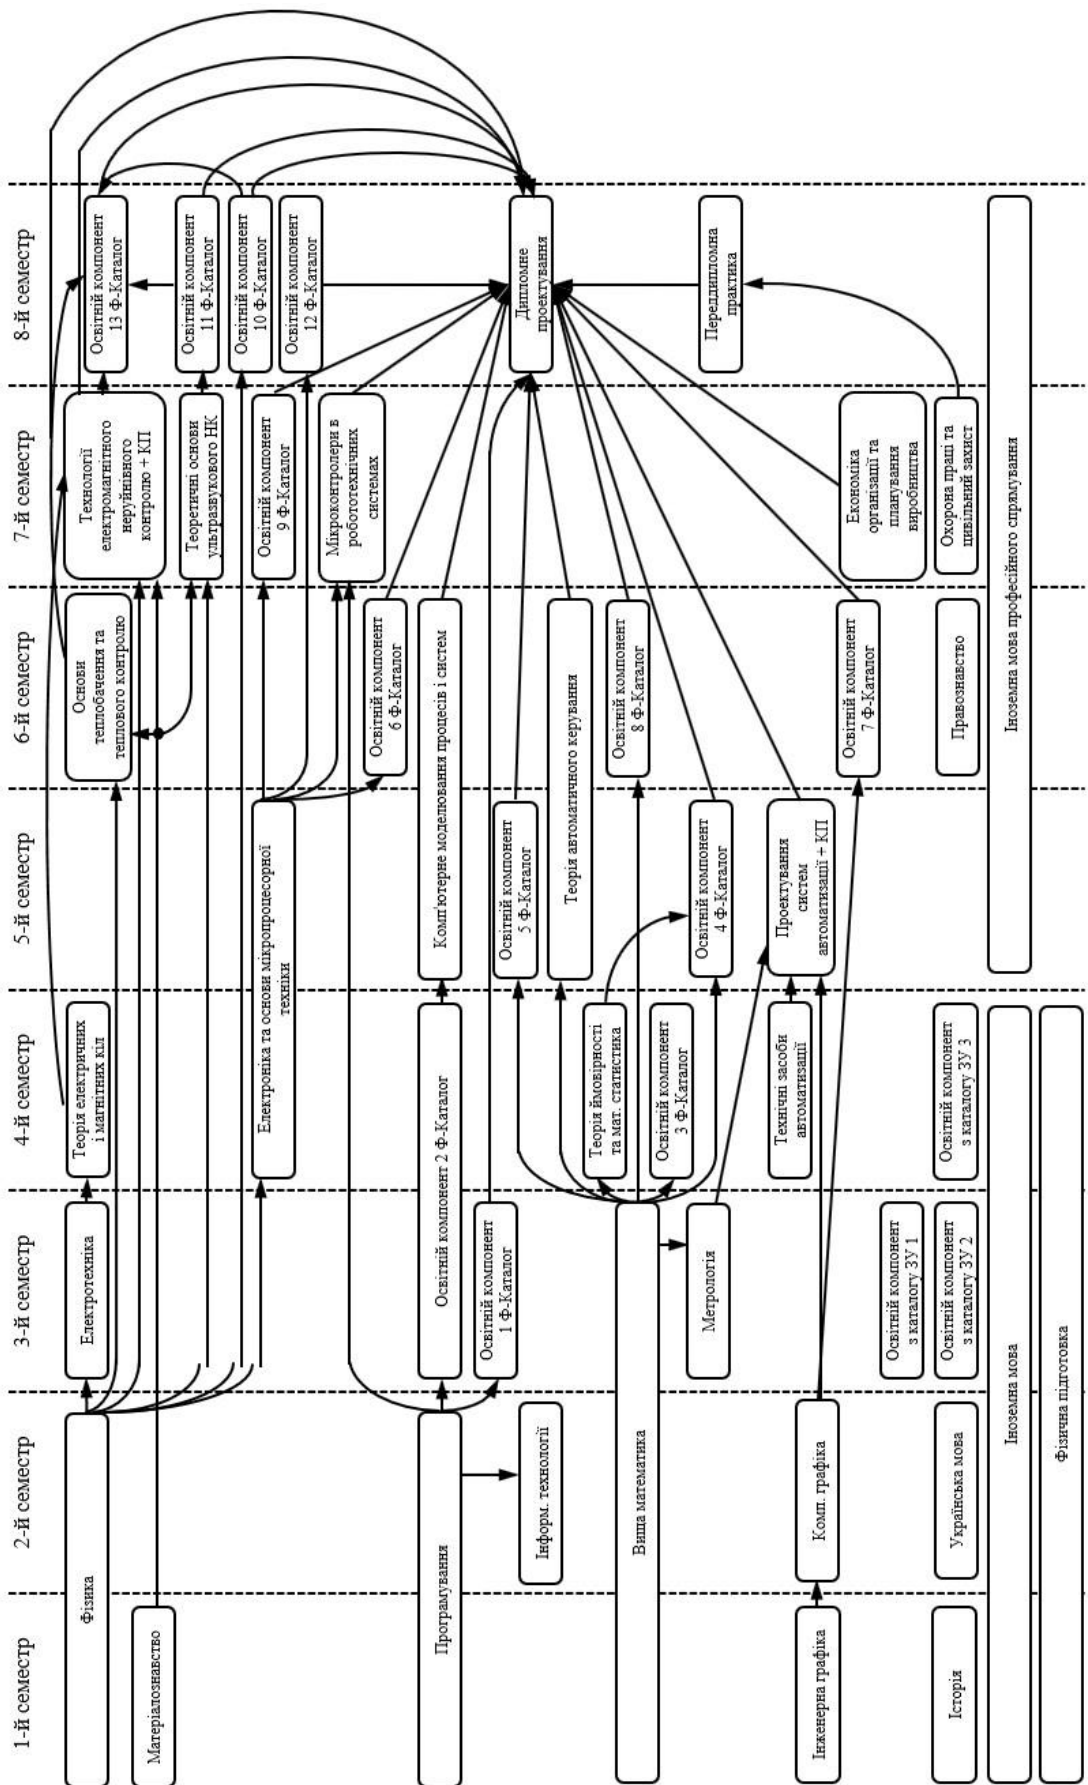 1-й семестр
2-й семестр
3-й семестр
4-й семестр
5-й семестр
6-й семестр
7-й семестр
8-й семестр
Фізика
Матеріалознавство
Програмування
Інженерна графіка
Історія
Інформ. технології
Вища математика
Комп. графіка
Українська мова
Іноземна мова
Фізична підготовка
Електротехніка
Освітній компонент
1 Ф-Каталог
Метрологія
Освітній компонент
з каталогу ЗУ 1
Освітній компонент
з каталогу ЗУ 2
Теорія електричних
і магнітних кіл
Електроніка та основи мікропроцесорної
техніки
Освітній компонент 2 Ф-Каталог
Теорія ймовірності
та мат. статистика
Освітній компонент
3 Ф-Каталог
Технічні засоби
автоматизації
Освітній компонент
з каталогу ЗУ 3
Комп'ютерне моделювання процесів і систем
Освітній компонент
5 Ф-Каталог
Теорія автоматичного керування
Освітній компонент
4 Ф-Каталог
Проектування
систем
автоматизації + КП
Основи
теплобачення та
теплового контролю
Освітній компонент
6 Ф-Каталог
Освітній компонент
8 Ф-Каталог
Освітній компонент
7 Ф-Каталог
Правознавство
Іноземна мова професійного спрямування
Технології
електромагнітного
неруйнівного
контролю + КП
Теоретичні основи
ультразвукового НК
Освітній компонент
9 Ф-Каталог
Мікроконтролери в
робототехнічних
системах
Економіка
організації та
планування
виробництва
Охорона праці та
цивільний захист
Освітній компонент
13 Ф-Каталог
Освітній компонент
11 Ф-Каталог
Освітній компонент
10 Ф-Каталог
Освітній компонент
12 Ф-Каталог
Дипломне
проектування
Переддипломна
практика